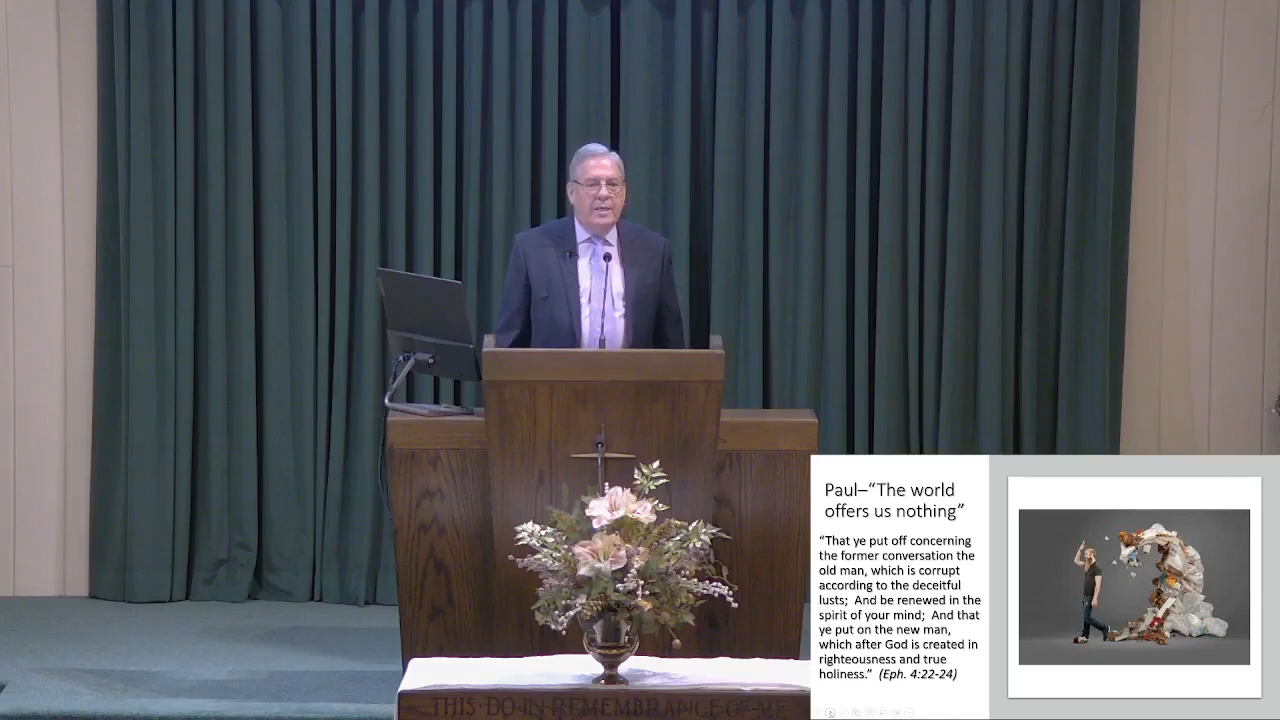 Paul–“The world
offers us nothing”
“That ye put off concerning
the former conversation the
old man, which is corrupt
according to the deceitful
lusts;  And be renewed in the
spirit of your mind;  And that
ye put on the new man,
which after God is created in
righteousness and true
holiness.”  (Eph. 4:22-24)
THIS·DO·IN·REMEMBRANCE·OF·ME